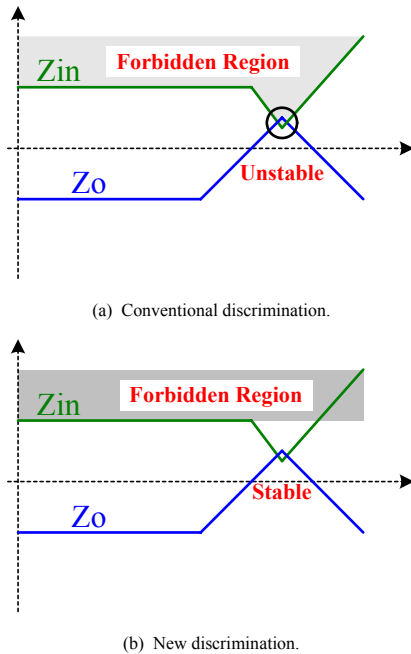 Forbidden Region
Zin
Zo
Unstable
(a) Conventional discrimination.
Forbidden Region
Zin
Zo
Stable
(b) New discrimination.